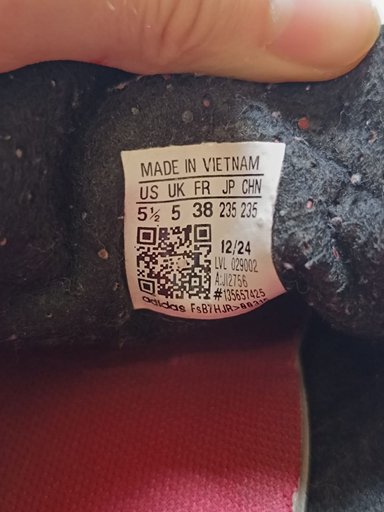 MADE IN VIETNAM
US UK FR JP CHN
5½ 5 38 235 235
12/24
LVL 029002
A:JI2756
#135657425
adidas